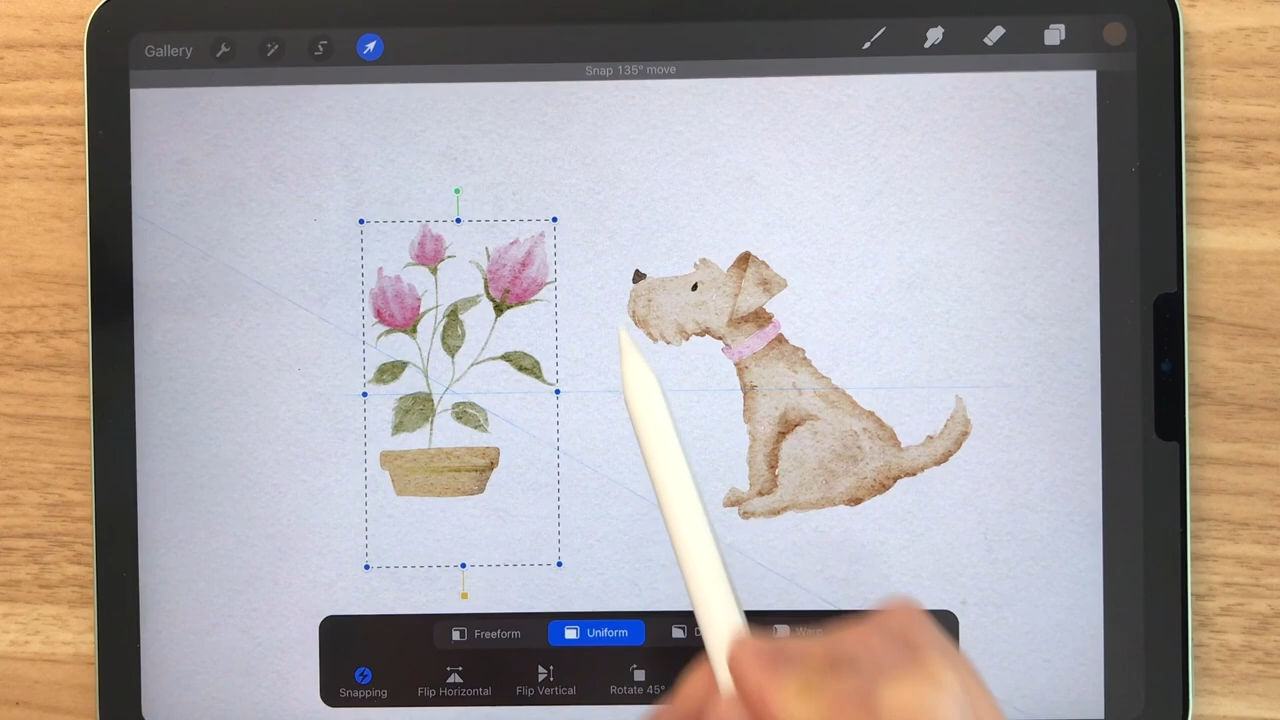 Gallery
Snap 135° move
Freeform
Uniform
Snapping
Flip Horizontal
Flip Vertical
Rotate 45°